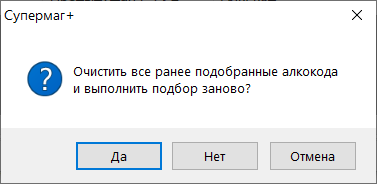 Супермаг+
Очистить все ранее подобранные алкокода
и выполнить подбор заново?
Да
Нет
Отмена